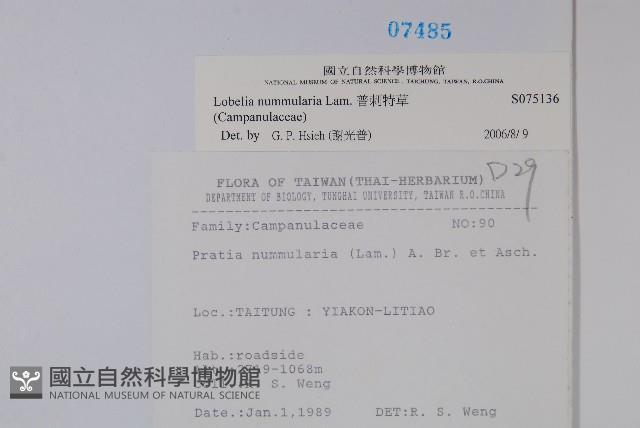 07485
國立自然科學博物館
NATIONAL MUSEUM OF NATURAL SCIENCE, TAICHUNG, TAIWAN, R.O.CHINA
Lobelia nummularia Lam. 普剌特草 S075136
(Campanulaceae)
Det. by G. P. Hsieh (謝光普) 2006/8/9
D29
FLORA OF TAIWAN(THAI-HERBARIUM)
DEPARTMENT OF BIOLOGY, TUNGHAI UNIVERSITY, TAIWAN R.O.CHINA
Family:Campanulaceae NO:90
Pratia nummularia (Lam.) A. Br. et Asch.
Loc.:TAITUNG : YIAKON-LITIAO
Hab.:roadside
-1068m
S. Weng
國立自然科學博物館
NATIONAL MUSEUM OF NATURAL SCIENCE
Date.:Jan.1,1989 DET:R. S. Weng